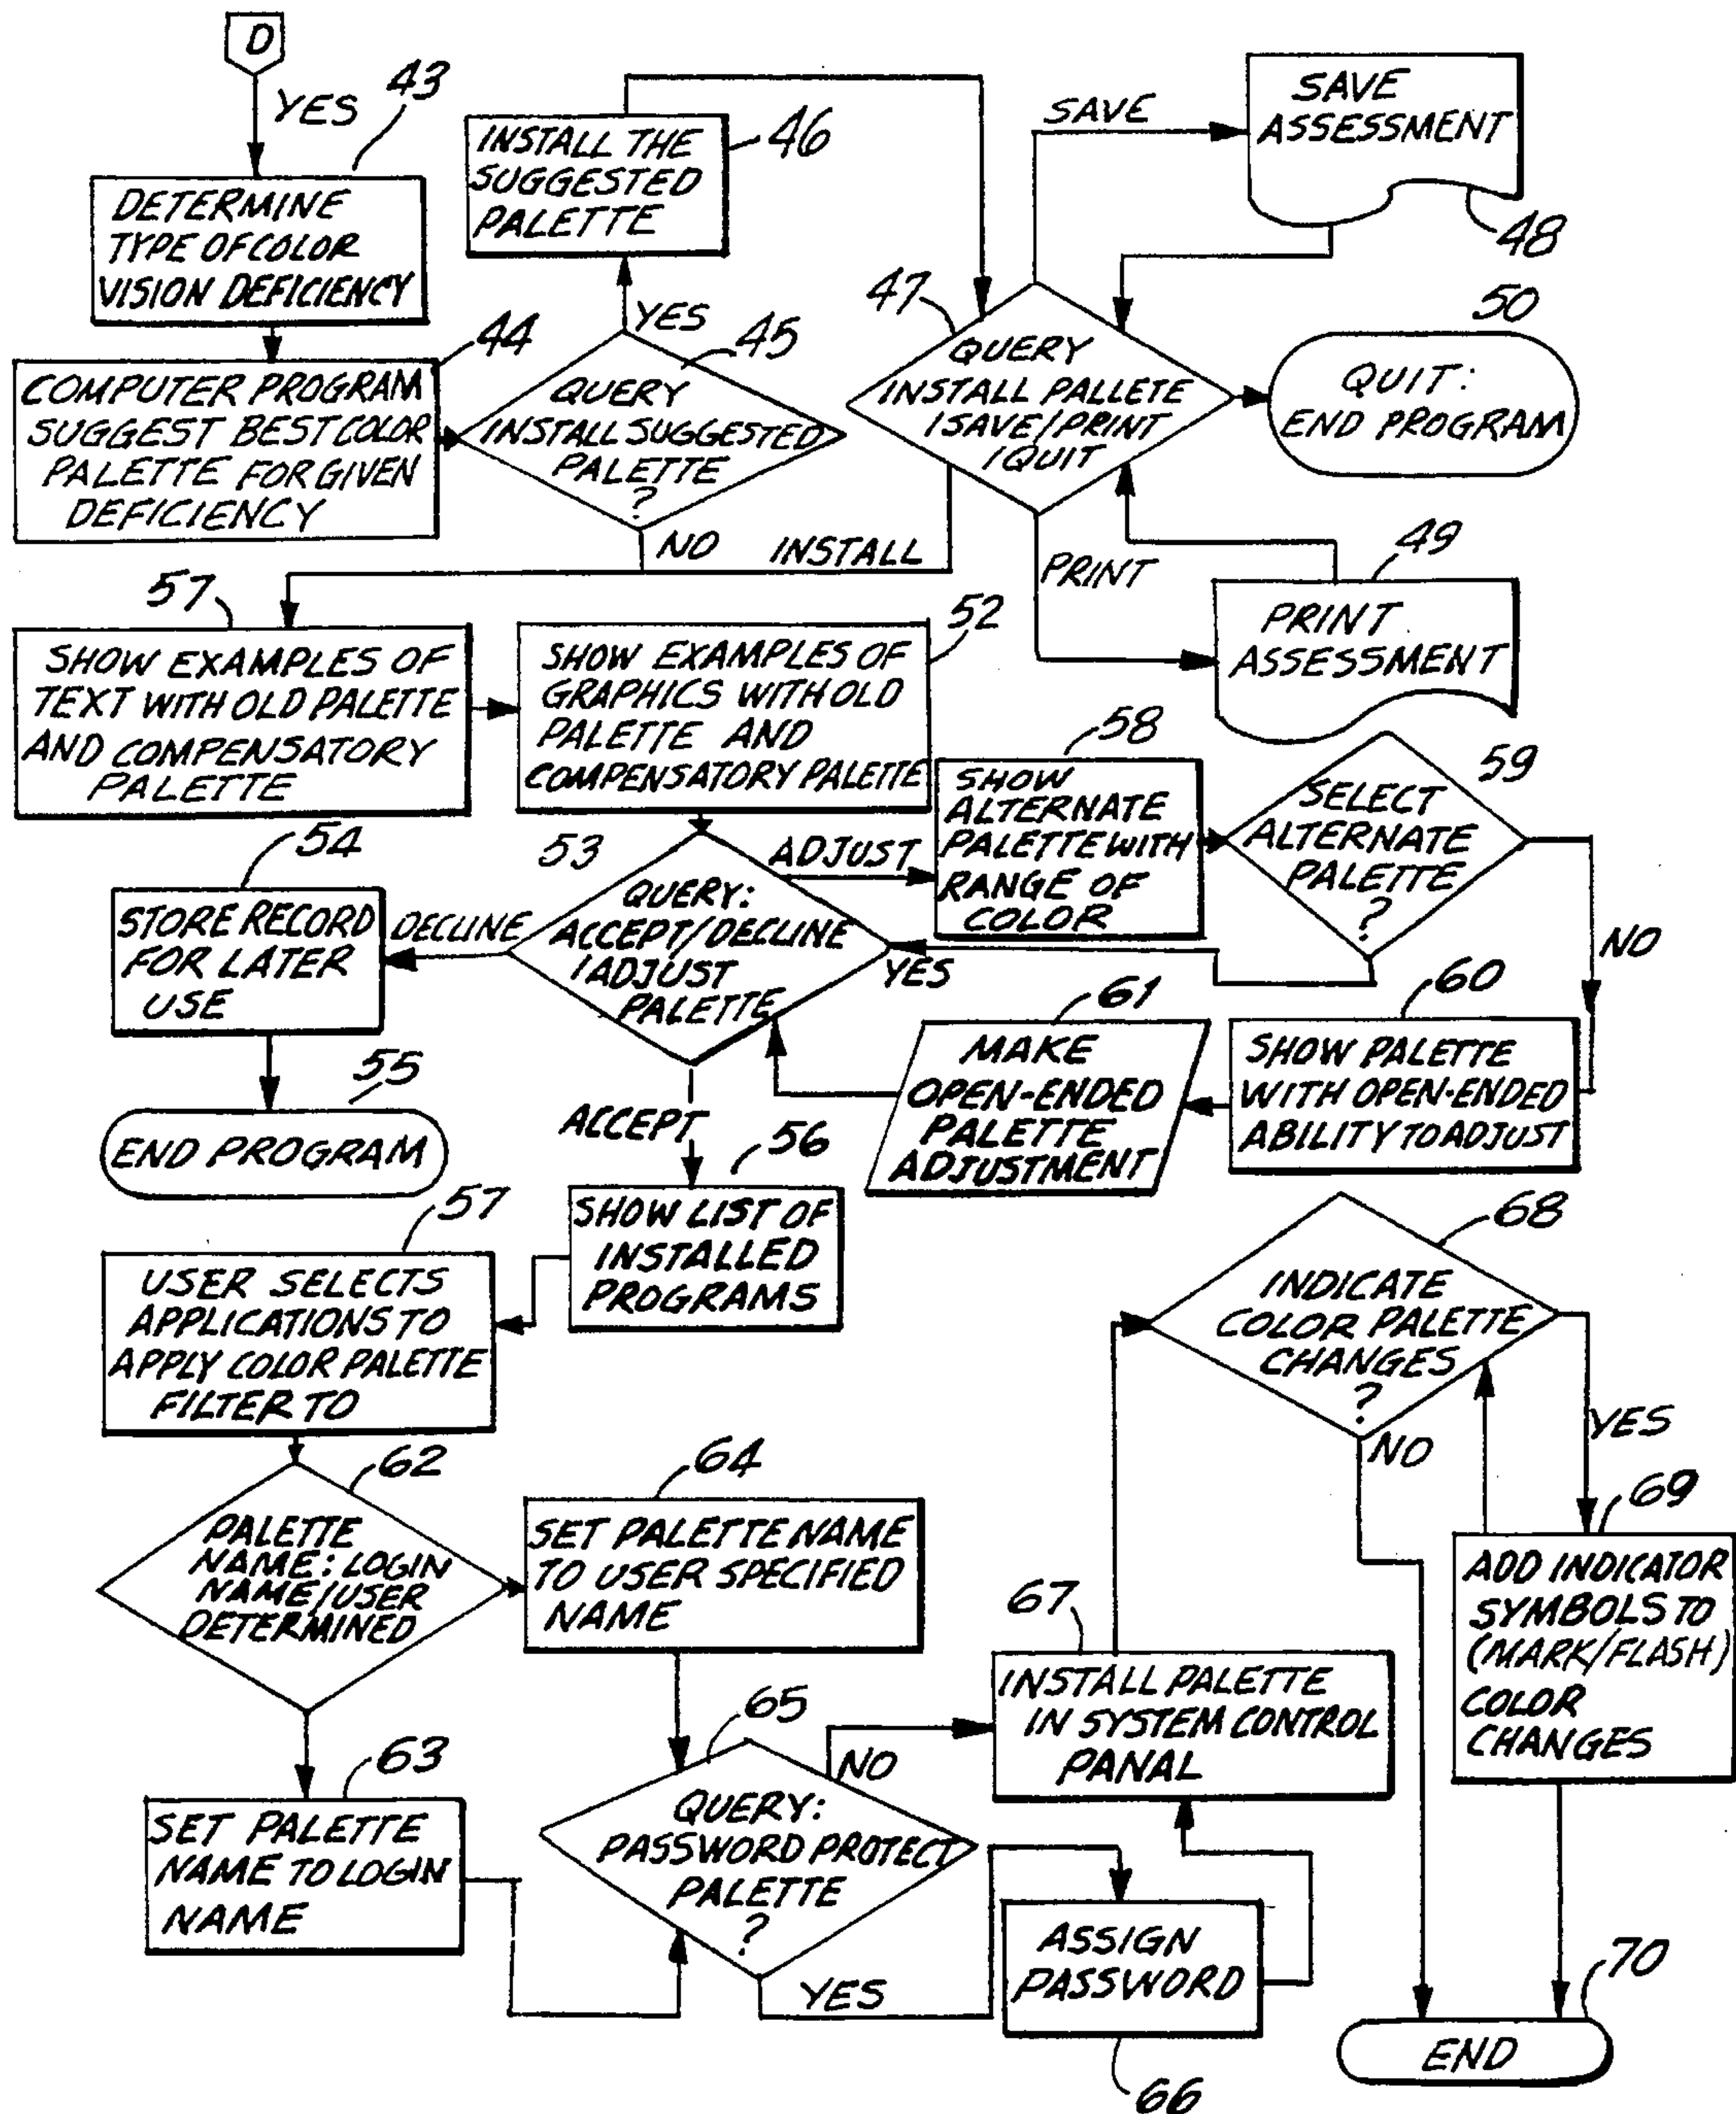 D
YES
43
DETERMINE
TYPE OF COLOR
VISION DEFICIENCY
44
COMPUTER PROGRAM
SUGGEST BEST COLOR
PALETTE FOR GIVEN
DEFICIENCY
45
QUERY
INSTALL SUGGESTED
PALETTE
?
YES
NO
46
INSTALL THE
SUGGESTED
PALETTE
47
QUERY
INSTALL PALLETE
/SAVE/PRINT
/QUIT
SAVE
SAVE
ASSESSMENT
48
50
QUIT:
END PROGRAM
INSTALL
PRINT
49
PRINT
ASSESSMENT
57
SHOW EXAMPLES OF
TEXT WITH OLD PALETTE
AND COMPENSATORY
PALETTE
52
SHOW EXAMPLES OF
GRAPHICS WITH OLD
PALETTE AND
COMPENSATORY PALETTE
53
QUERY:
ACCEPT/DECLINE
/ADJUST
PALETTE
ADJUST
58
SHOW
ALTERNATE
PALETTE WITH
RANGE OF
COLOR
59
SELECT
ALTERNATE
PALETTE
?
YES
NO
DECLINE
54
STORE RECORD
FOR LATER
USE
55
END PROGRAM
60
SHOW PALETTE
WITH OPEN-ENDED
ABILITY TO ADJUST
61
MAKE
OPEN-ENDED
PALETTE
ADJUSTMENT
ACCEPT
56
SHOW LIST OF
INSTALLED
PROGRAMS
57
USER SELECTS
APPLICATIONS TO
APPLY COLOR PALETTE
FILTER TO
62
PALETTE
NAME: LOGIN
NAME/USER
DETERMINED
63
SET PALETTE
NAME TO LOGIN
NAME
64
SET PALETTE NAME
TO USER SPECIFIED
NAME
65
QUERY:
PASSWORD PROTECT
PALETTE
?
NO
YES
66
ASSIGN
PASSWORD
67
INSTALL PALETTE
IN SYSTEM CONTROL
PANAL
68
INDICATE
COLOR PALETTE
CHANGES
?
NO
YES
69
ADD INDICATOR
SYMBOLS TO
(MARK/FLASH)
COLOR
CHANGES
70
END